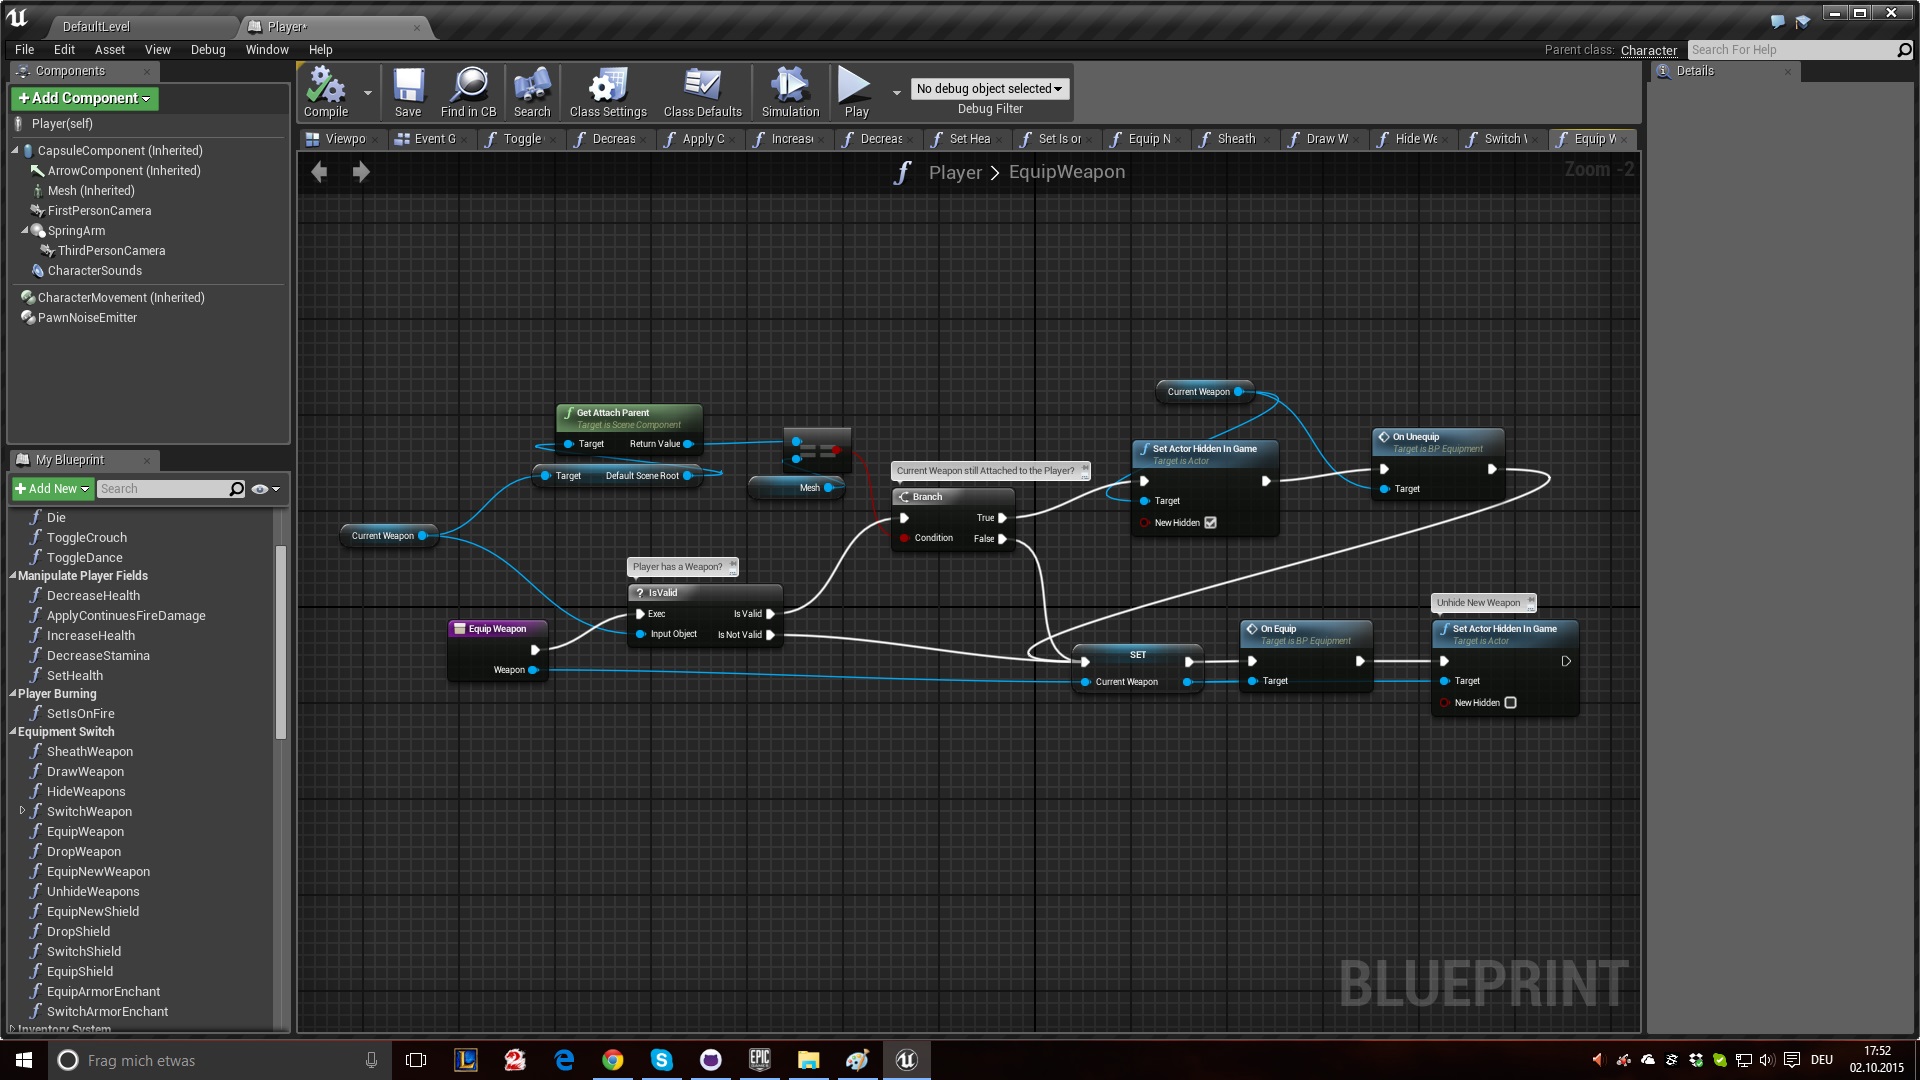 DefaultLevel
Player*
File Edit Asset View Debug Window Help
Parent class: Character
Search For Help
Components
Add Component
Player(self)
CapsuleComponent (Inherited)
ArrowComponent (Inherited)
Mesh (Inherited)
FirstPersonCamera
SpringArm
ThirdPersonCamera
CharacterSounds
CharacterMovement (Inherited)
PawnNoiseEmitter
My Blueprint
Add New
Search
Die
ToggleCrouch
ToggleDance
Manipulate Player Fields
DecreaseHealth
ApplyContinuesFireDamage
IncreaseHealth
DecreaseStamina
SetHealth
Player Burning
SetIsOnFire
Equipment Switch
SheathWeapon
DrawWeapon
HideWeapons
SwitchWeapon
EquipWeapon
DropWeapon
EquipNewWeapon
UnhideWeapons
EquipNewShield
DropShield
SwitchShield
EquipShield
EquipArmorEnchant
SwitchArmorEnchant
Inventory System
Compile
Save
Find in CB
Search
Class Settings
Class Defaults
Simulation
Play
No debug object selected
Debug Filter
Viewpo
Event G
Toggle
Decreas
Apply C
Increas
Decreas
Set Hea
Set Is or
Equip N
Sheath
Draw W
Hide We
Switch \
Equip W
Player > EquipWeapon
Zoom -2
Current Weapon
Get Attach Parent
Target is Scene Component
Target Return Value
Target Default Scene Root
==
Mesh
Current Weapon still Attached to the Player?
Branch
True
Condition False
Player has a Weapon?
? IsValid
Exec Is Valid
Input Object Is Not Valid
Equip Weapon
Weapon
Current Weapon
Set Actor Hidden In Game
Target is Actor
Target
New Hidden
On Unequip
Target is BP Equipment
Target
SET
Current Weapon
On Equip
Target is BP Equipment
Target
Unhide New Weapon
Set Actor Hidden In Game
Target is Actor
Target
New Hidden
BLUEPRINT
Details
Frag mich etwas
EPIC GAMES
DEU
17:52
02.10.2015